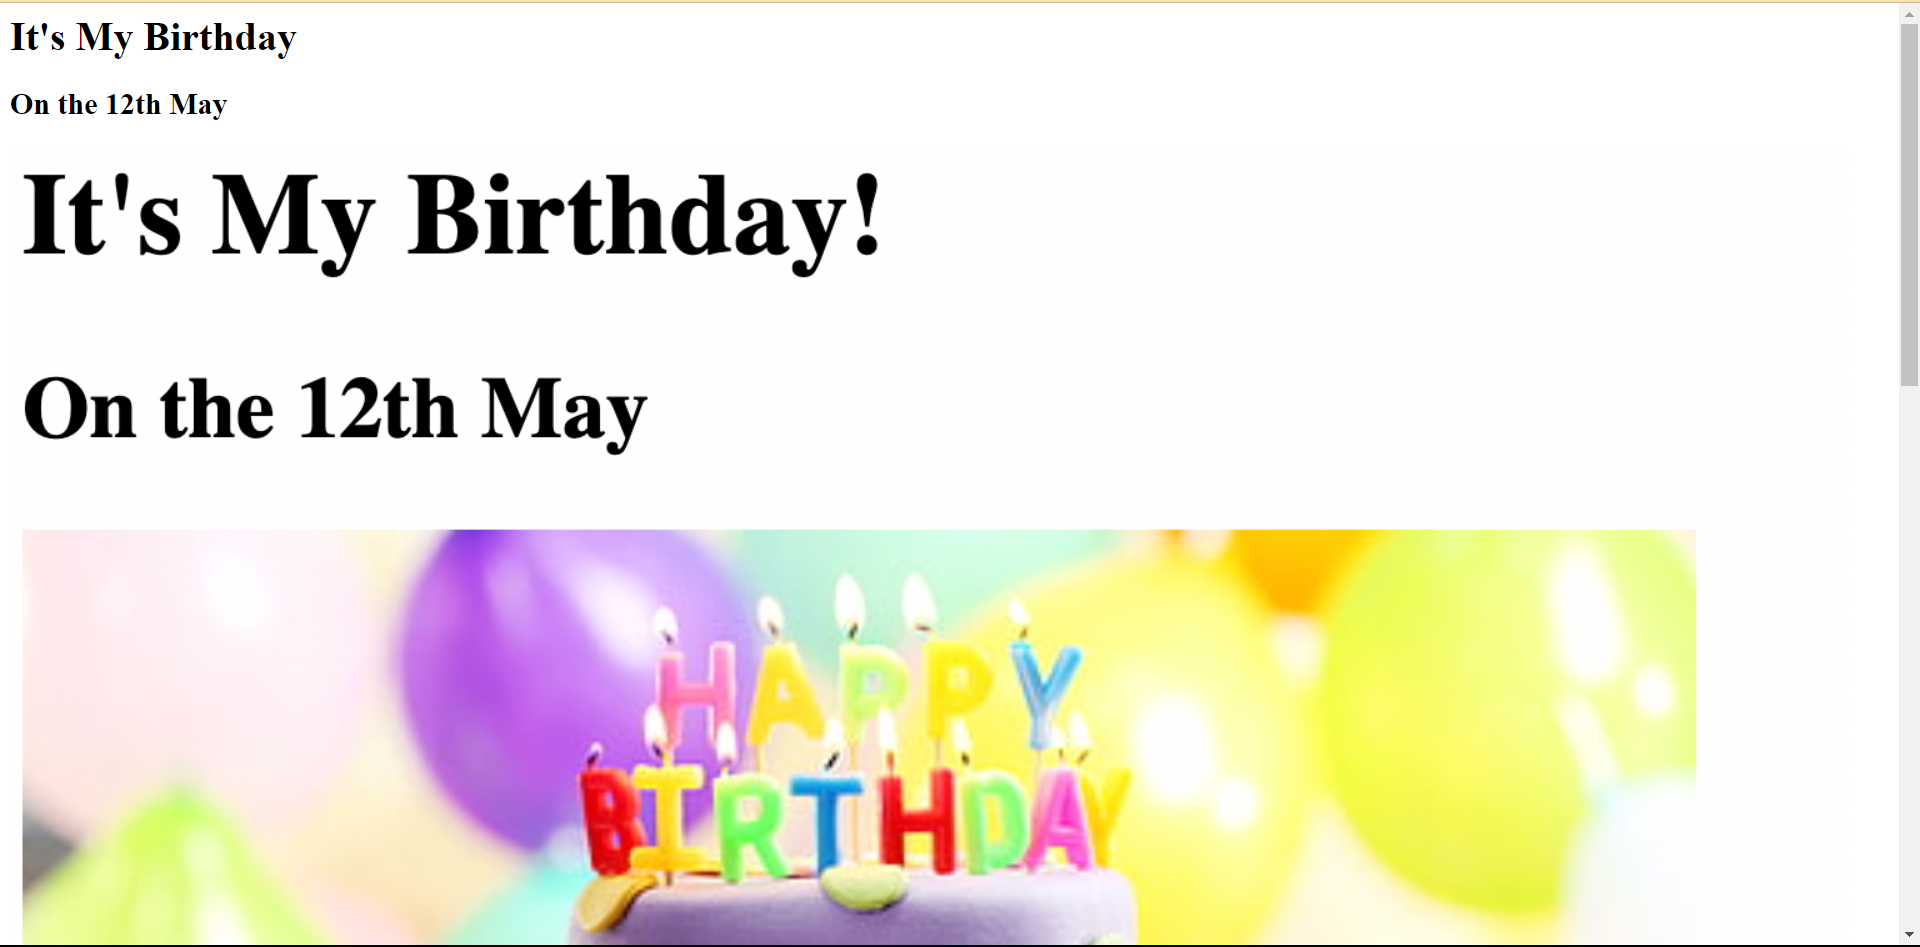 It's My Birthday
On the 12th May
It's My Birthday!
On the 12th May
HAPPY
BIRTHDAY